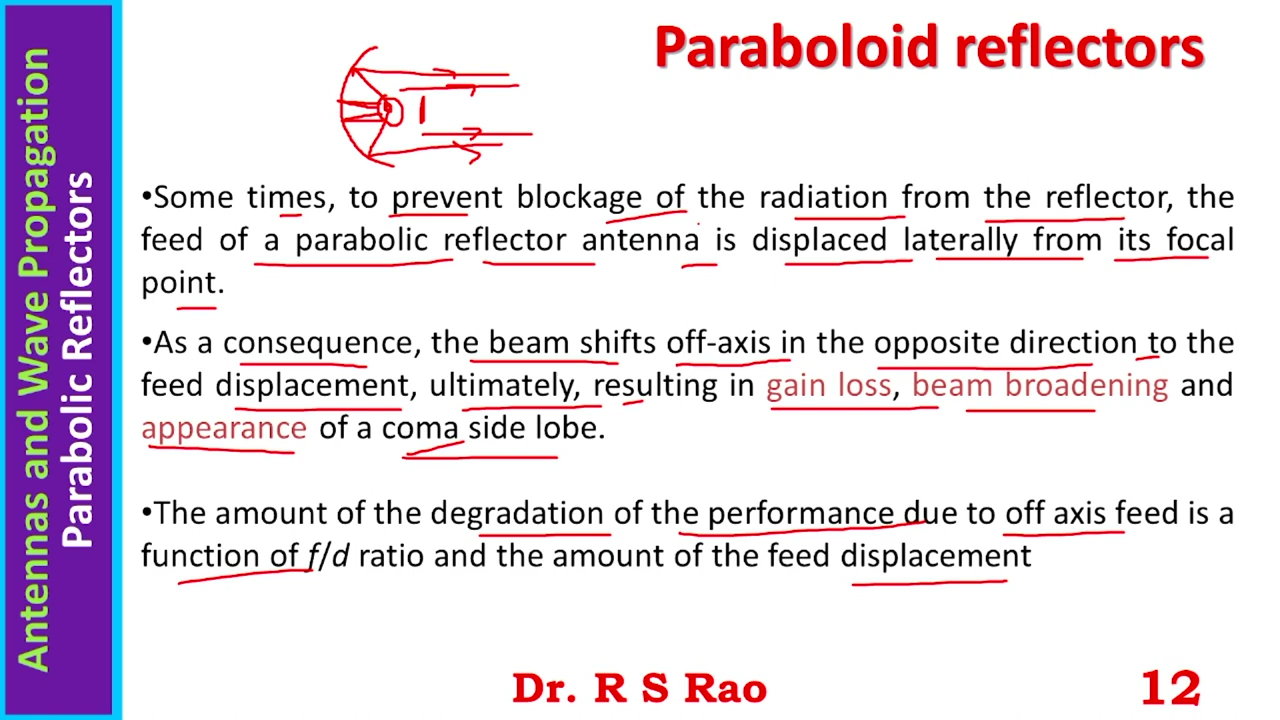 Antennas and Wave Propagation
Parabolic Reflectors
Paraboloid reflectors
•Some times, to prevent blockage of the radiation from the reflector, the
feed of a parabolic reflector antenna is displaced laterally from its focal
point.
•As a consequence, the beam shifts off-axis in the opposite direction to the
feed displacement, ultimately, resulting in gain loss, beam broadening and
appearance of a coma side lobe.
•The amount of the degradation of the performance due to off axis feed is a
function of f/d ratio and the amount of the feed displacement
Dr. R S Rao
12